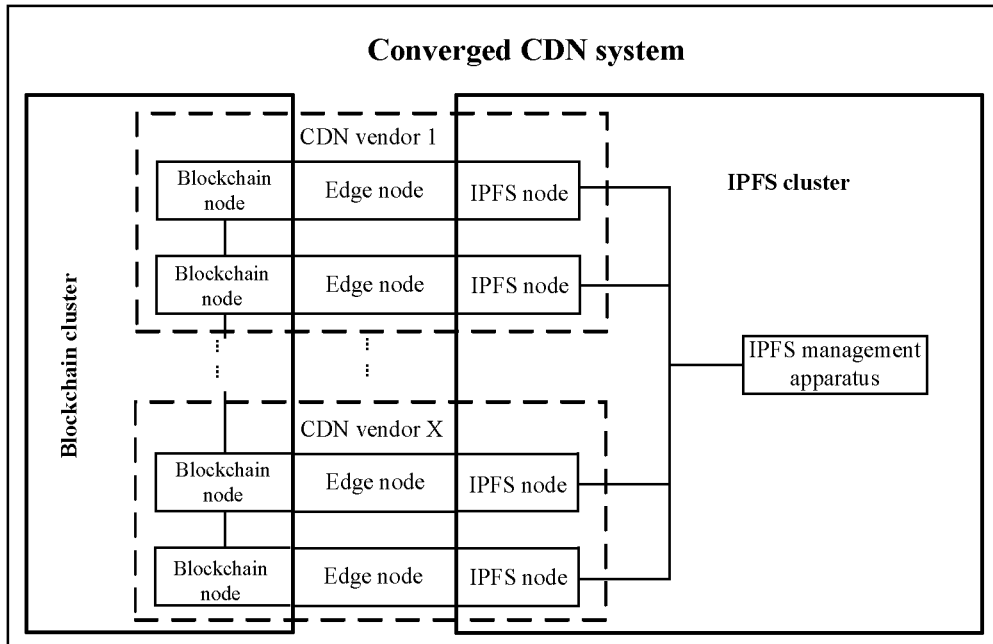 Converged CDN system
CDN vendor 1
Blockchain
node
Edge node
IPFS node
IPFS cluster
Blockchain
node
Edge node
IPFS node
Blockchain cluster
IPFS management
apparatus
CDN vendor X
Blockchain
node
Edge node
IPFS node
Blockchain
node
Edge node
IPFS node